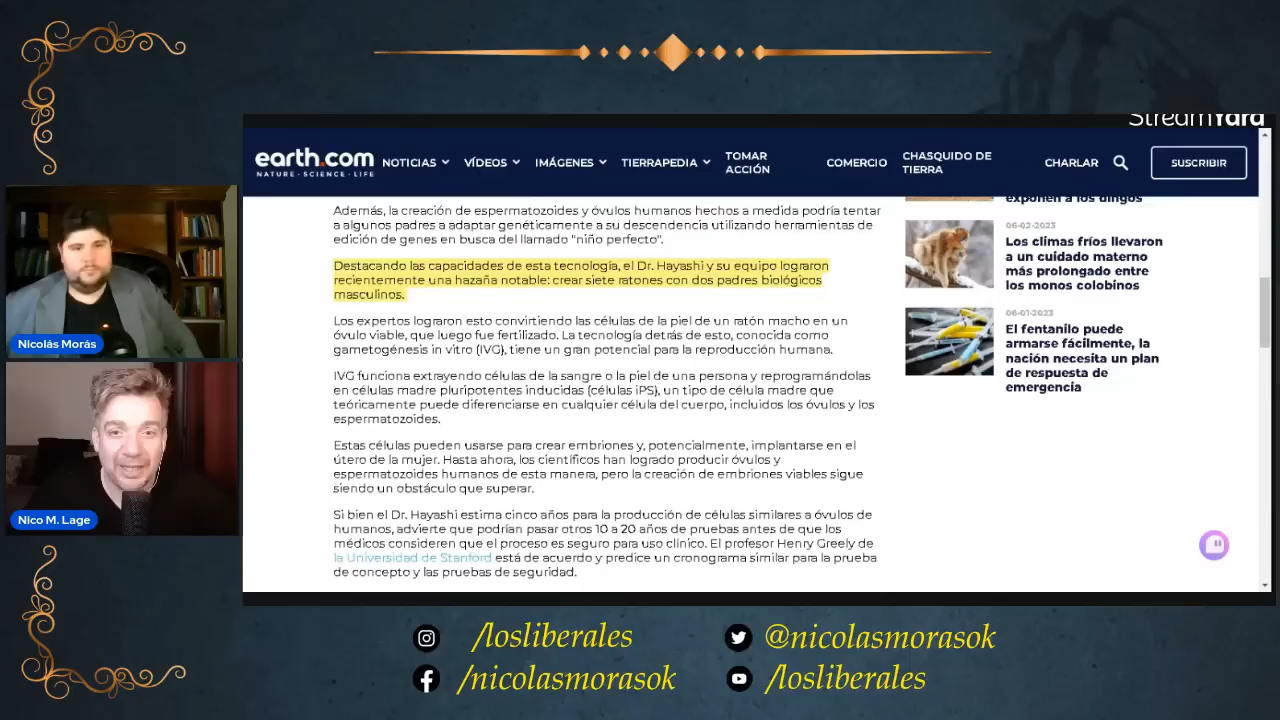 StreamYard
earth.com
NATURE · SCIENCE · LIFE
NOTICIAS
VÍDEOS
IMÁGENES
TIERRAPEDIA
TOMAR
ACCIÓN
COMERCIO
CHASQUIDO DE
TIERRA
CHARLAR
SUSCRIBIR
Además, la creación de espermatozoides y óvulos humanos hechos a medida podría tentar
a algunos padres a adaptar genéticamente a su descendencia utilizando herramientas de
edición de genes en busca del llamado "niño perfecto".
Destacando las capacidades de esta tecnología, el Dr. Hayashi y su equipo lograron
recientemente una hazaña notable: crear siete ratones con dos padres biológicos
masculinos.
Los expertos lograron esto convirtiendo las células de la piel de un ratón macho en un
óvulo viable, que luego fue fertilizado. La tecnología detrás de esto, conocida como
gametogénesis in vitro (IVG), tiene un gran potencial para la reproducción humana.
IVG funciona extrayendo células de la sangre o la piel de una persona y reprogramándolas
en células madre pluripotentes inducidas (células iPS), un tipo de célula madre que
teóricamente puede diferenciarse en cualquier célula del cuerpo, incluidos los óvulos y los
espermatozoides.
Estas células pueden usarse para crear embriones y, potencialmente, implantarse en el
útero de la mujer. Hasta ahora, los científicos han logrado producir óvulos y
espermatozoides humanos de esta manera, pero la creación de embriones viables sigue
siendo un obstáculo que superar.
Si bien el Dr. Hayashi estima cinco años para la producción de células similares a óvulos de
humanos, advierte que podrían pasar otros 10 a 20 años de pruebas antes de que los
médicos consideren que el proceso es seguro para uso clínico. El profesor Henry Greely de
la Universidad de Stanford está de acuerdo y predice un cronograma similar para la prueba
de concepto y las pruebas de seguridad.
exponen a los dingos
06-02-2023
Los climas fríos llevaron
a un cuidado materno
más prolongado entre
los monos colobinos
06-01-2023
El fentanilo puede
armarse fácilmente, la
nación necesita un plan
de respuesta de
emergencia
Nicolás Morás
Nico M. Lage
/losliberales
@nicolasmorasok
/nicolasmorasok
/losliberales